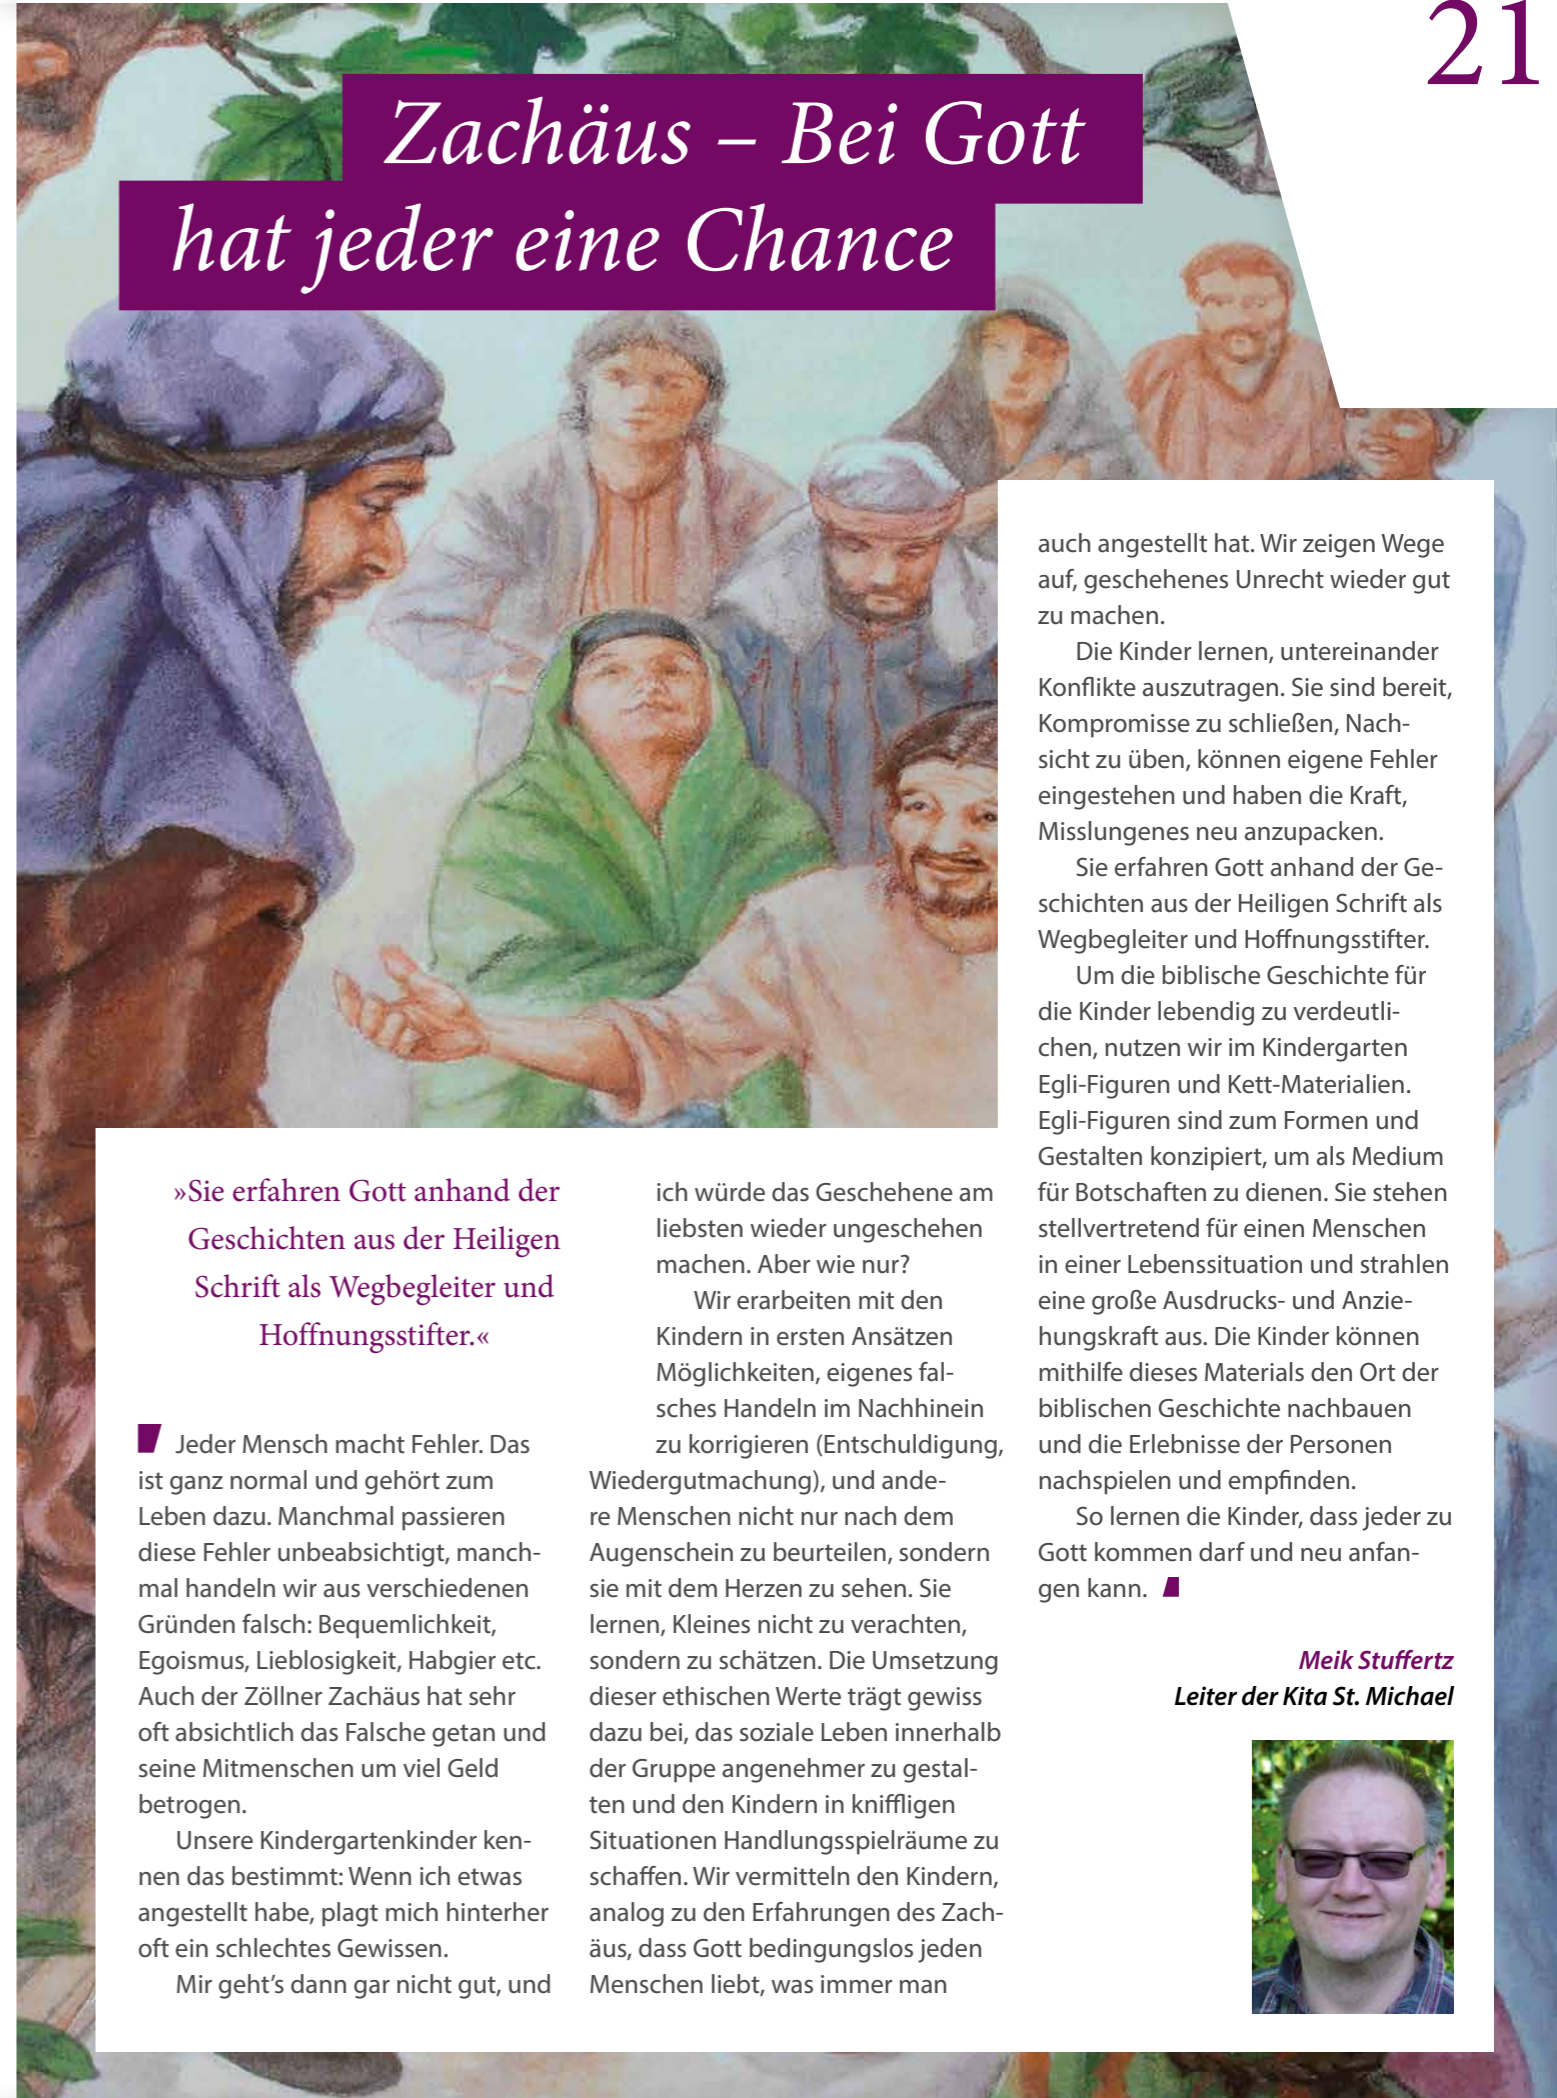 21
Zachäus – Bei Gott
hat jeder eine Chance
»Sie erfahren Gott anhand der
Geschichten aus der Heiligen
Schrift als Wegbegleiter und
Hoffnungsstifter.«
Jeder Mensch macht Fehler. Das
ist ganz normal und gehört zum
Leben dazu. Manchmal passieren
diese Fehler unbeabsichtigt, manch-
mal handeln wir aus verschiedenen
Gründen falsch: Bequemlichkeit,
Egoismus, Lieblosigkeit, Habgier etc.
Auch der Zöllner Zachäus hat sehr
oft absichtlich das Falsche getan und
seine Mitmenschen um viel Geld
betrogen.
Unsere Kindergartenkinder ken-
nen das bestimmt: Wenn ich etwas
angestellt habe, plagt mich hinterher
oft ein schlechtes Gewissen.
Mir geht’s dann gar nicht gut, und
ich würde das Geschehene am
liebsten wieder ungeschehen
machen. Aber wie nur?
Wir erarbeiten mit den
Kindern in ersten Ansätzen
Möglichkeiten, eigenes fal-
sches Handeln im Nachhinein
zu korrigieren (Entschuldigung,
Wiedergutmachung), und ande-
re Menschen nicht nur nach dem
Augenschein zu beurteilen, sondern
sie mit dem Herzen zu sehen. Sie
lernen, Kleines nicht zu verachten,
sondern zu schätzen. Die Umsetzung
dieser ethischen Werte trägt gewiss
dazu bei, das soziale Leben innerhalb
der Gruppe angenehmer zu gestal-
ten und den Kindern in kniffligen
Situationen Handlungsspielräume zu
schaffen. Wir vermitteln den Kindern,
analog zu den Erfahrungen des Zach-
äus, dass Gott bedingungslos jeden
Menschen liebt, was immer man
auch angestellt hat. Wir zeigen Wege
auf, geschehenes Unrecht wieder gut
zu machen.
Die Kinder lernen, untereinander
Konflikte auszutragen. Sie sind bereit,
Kompromisse zu schließen, Nach-
sicht zu üben, können eigene Fehler
eingestehen und haben die Kraft,
Misslungenes neu anzupacken.
Sie erfahren Gott anhand der Ge-
schichten aus der Heiligen Schrift als
Wegbegleiter und Hoffnungsstifter.
Um die biblische Geschichte für
die Kinder lebendig zu verdeutli-
chen, nutzen wir im Kindergarten
Egli-Figuren und Kett-Materialien.
Egli-Figuren sind zum Formen und
Gestalten konzipiert, um als Medium
für Botschaften zu dienen. Sie stehen
stellvertretend für einen Menschen
in einer Lebenssituation und strahlen
eine große Ausdrucks- und Anzie-
hungskraft aus. Die Kinder können
mithilfe dieses Materials den Ort der
biblischen Geschichte nachbauen
und die Erlebnisse der Personen
nachspielen und empfinden.
So lernen die Kinder, dass jeder zu
Gott kommen darf und neu anfan-
gen kann.
Meik Stuffertz
Leiter der Kita St. Michael